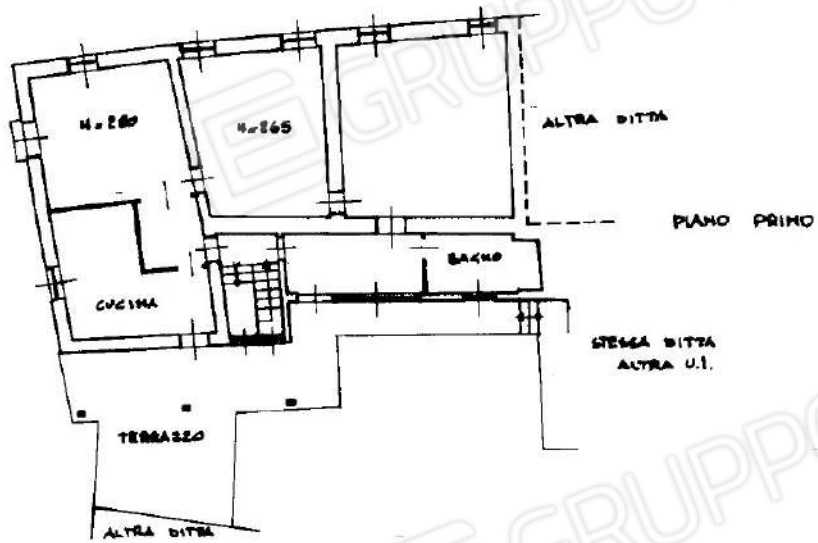 GRUPPO
H=280
H=265
ALTRA DITTA
PIANO PRIMO
BAGNO
CUCINA
STESSA DITTA
ALTRA U.I.
TERRAZZO
ALTRA DITTA
GRUPPO